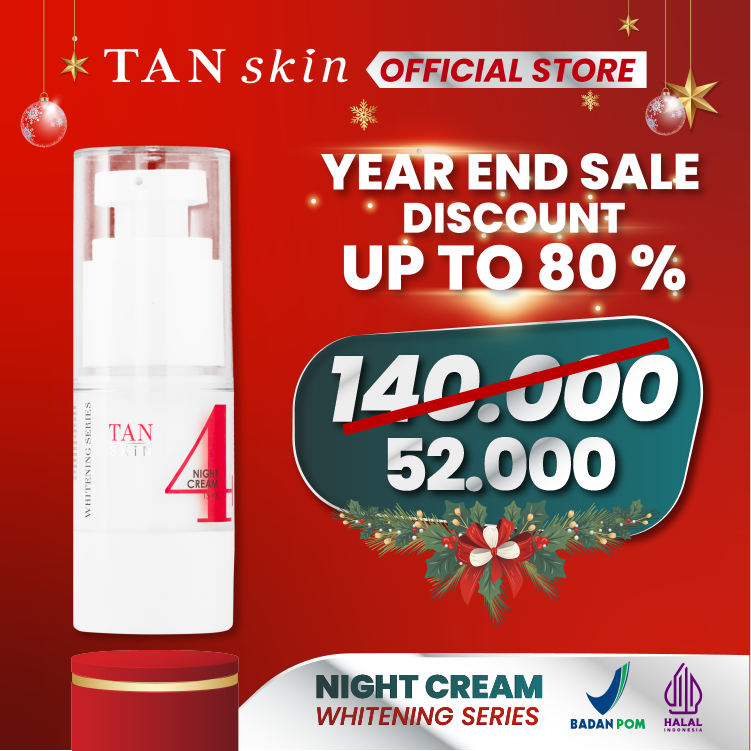 TAN skin OFFICIAL STORE
YEAR END SALE
DISCOUNT
UP TO 80 %
140.000
52.000
WHITENING SERIES
TAN
SKiN
4
NIGHT
CREAM
NIGHT CREAM
WHITENING SERIES
BADAN POM
HALAL
INDONESIA